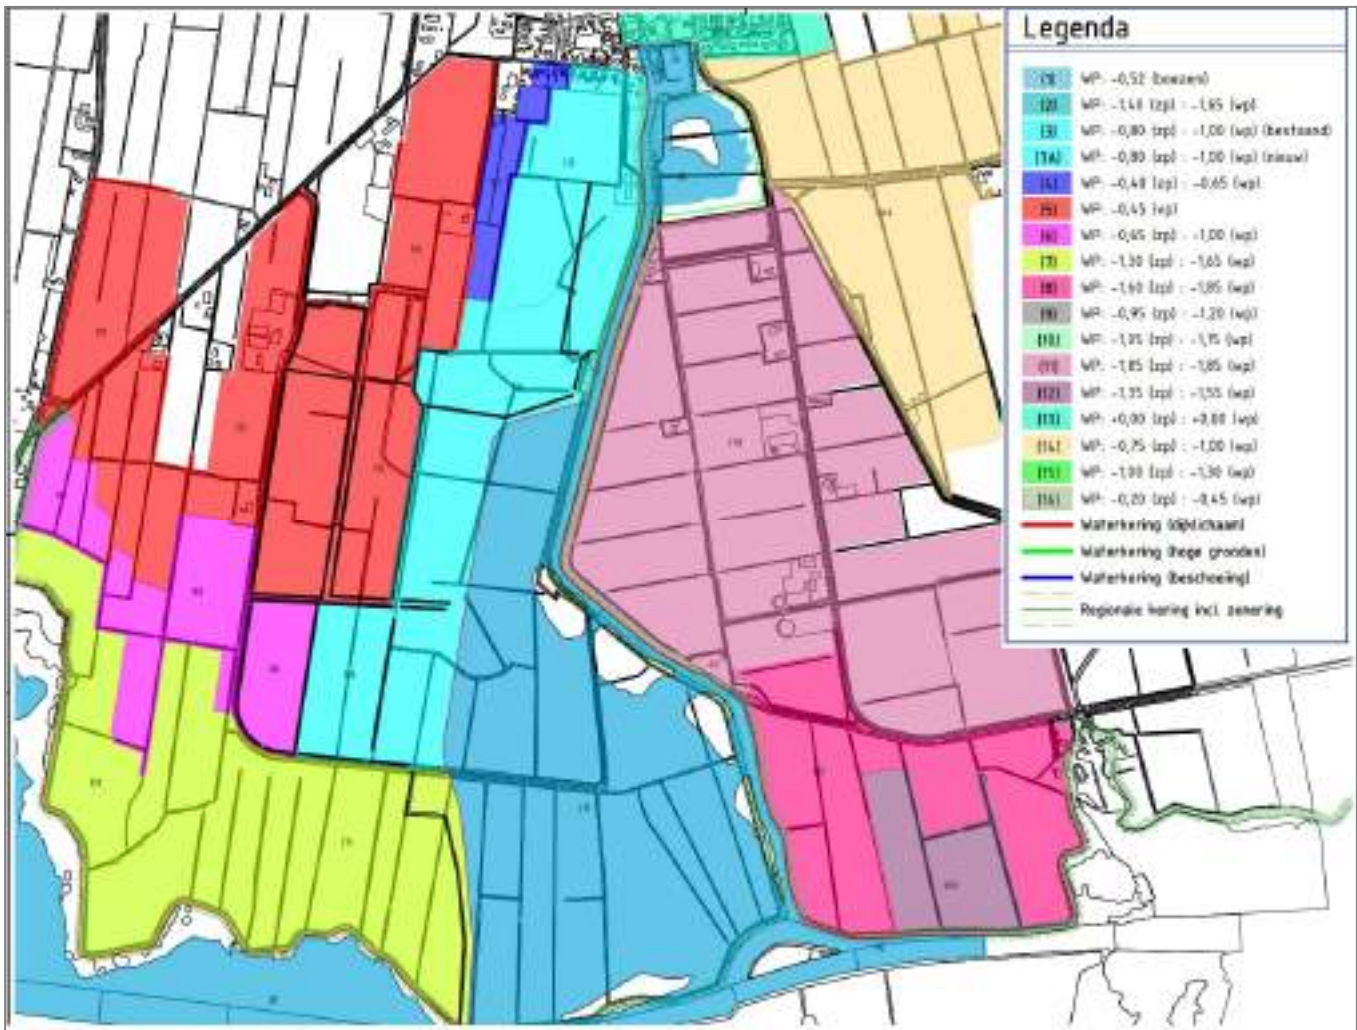 Legenda
(1) WP: -0,52 (boezem)
(2) WP: -1,40 (zp) : -1,65 (wp)
(3) WP: -0,80 (zp) : -1,00 (wp) (bestaand)
WP: -0,80 (zp) : -1,00 (wp) (nieuw)
(4) WP: -0,40 (zp) : -0,65 (wp)
(5) WP: -0,45 (vp)
(6) WP: -0,65 (zp) : -1,00 (wp)
(7) WP: -1,30 (zp) : -1,65 (wp)
(8) WP: -1,60 (zp) : -1,85 (wp)
(9) WP: -0,95 (zp) : -1,20 (wp)
(10) WP: -1,05 (zp) : -1,15 (wp)
(11) WP: -1,85 (zp) : -1,85 (wp)
(12) WP: -1,35 (zp) : -1,55 (wp)
(13) WP: +0,00 (zp) : +0,00 (wp)
(14) WP: -0,75 (zp) : -1,00 (wp)
(15) WP: -1,00 (zp) : -1,30 (wp)
(16) WP: -0,20 (zp) : -0,45 (wp)
Waterkering (dijklichaam)
Waterkering (hoge gronden)
Waterkering (beschoeiing)
Regionale kering incl. zonering